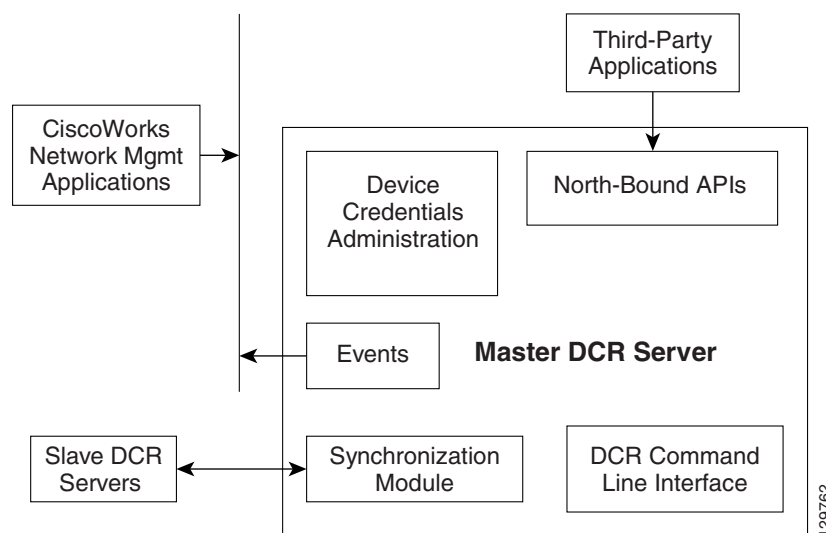 Third-Party
Applications
CiscoWorks
Network Mgmt
Applications
Device
Credentials
Administration
North-Bound APIs
Events
Master DCR Server
Slave DCR
Servers
Synchronization
Module
DCR Command
Line Interface
129762